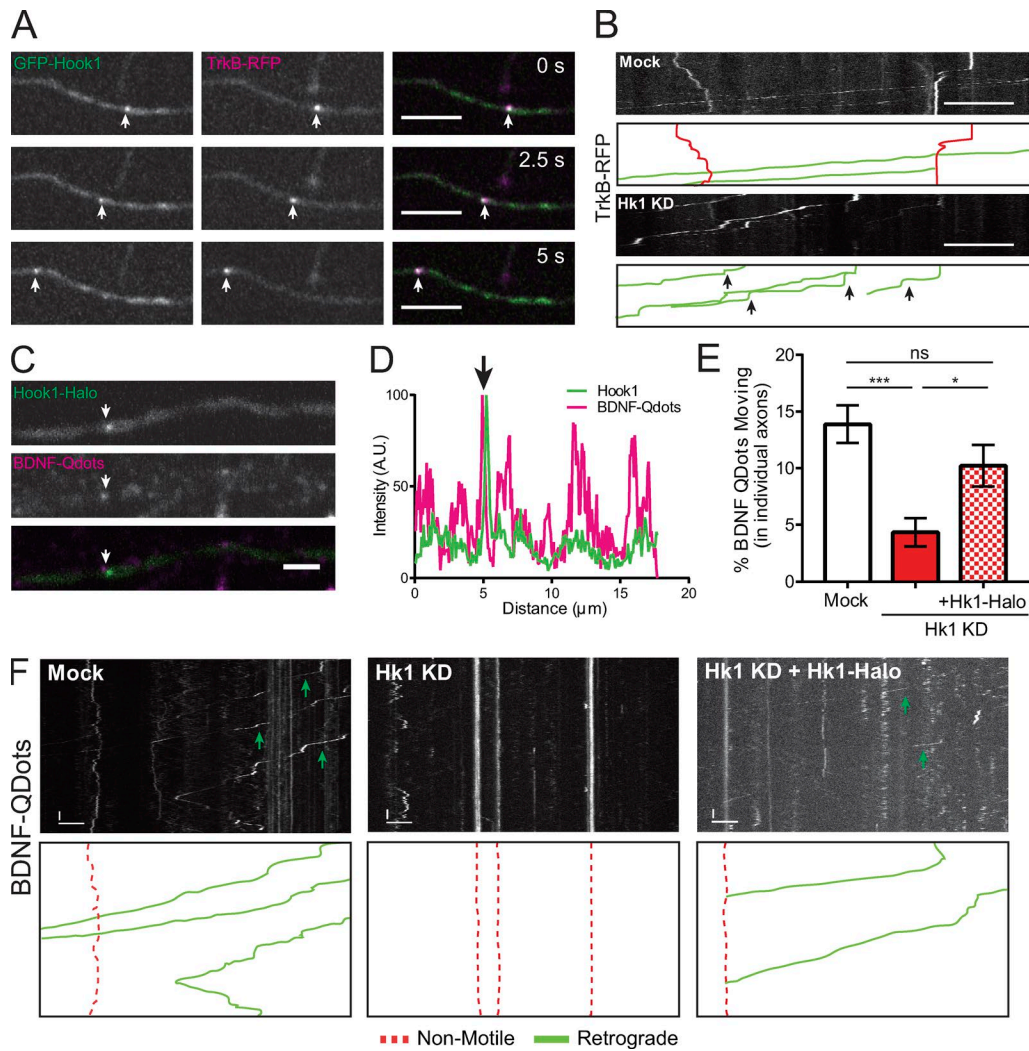 A
GFP-Hook1
TrkB-RFP
0 s
2.5 s
5 s
B
TrkB-RFP
Mock
Hk1 KD
C
Hook1-Halo
BDNF-Qdots
D
Hook1
BDNF-Qdots
Intensity (A.U.)
100
50
0
0 5 10 15 20
Distance (µm)
E
% BDNF QDots Moving
(in individual axons)
20
15
10
5
0
ns
*** *
Mock
+Hk1-Halo
Hk1 KD
F
BDNF-QDots
Mock
Hk1 KD
Hk1 KD + Hk1-Halo
Non-Motile Retrograde